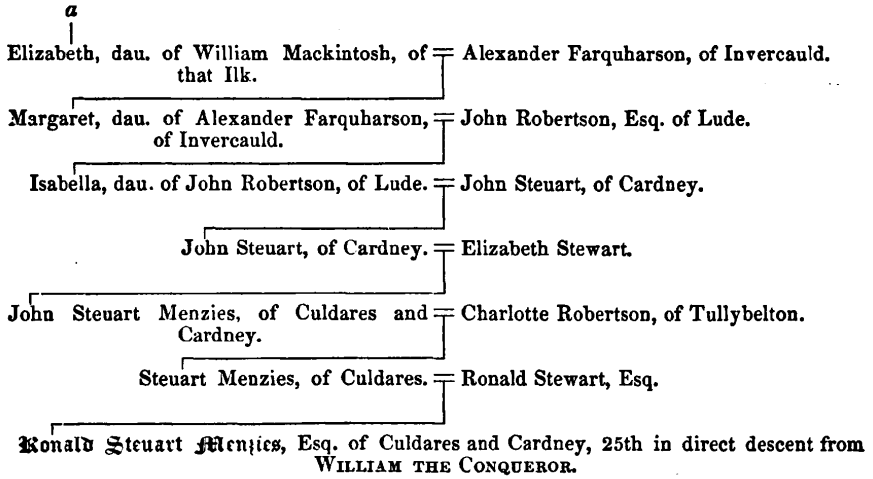 a
Elizabeth, dau. of William Mackintosh, of = Alexander Farquharson, of Invercauld.
that Ilk.
Margaret, dau. of Alexander Farquharson, = John Robertson, Esq. of Lude.
of Invercauld.
Isabella, dau. of John Robertson, of Lude. = John Steuart, of Cardney.
John Steuart, of Cardney. = Elizabeth Stewart.
John Steuart Menzies, of Culdares and = Charlotte Robertson, of Tullybelton.
Cardney.
Steuart Menzies, of Culdares. = Ronald Stewart, Esq.
Ronald Steuart Menzies, Esq. of Culdares and Cardney, 25th in direct descent from
WILLIAM THE CONQUEROR.